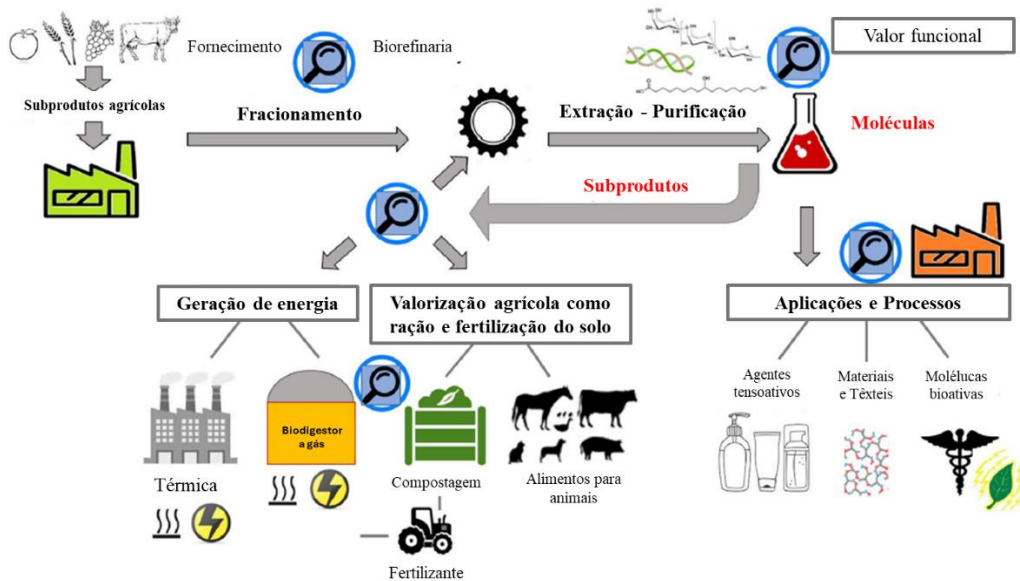 Fornecimento
Biorefinaria
Valor funcional
Subprodutos agrícolas
Fracionamento
Extração - Purificação
Moléculas
Subprodutos
Geração de energia
Valorização agrícola como
ração e fertilização do solo
Aplicações e Processos
Agentes
tensoativos
Materiais
e Têxteis
Molélucas
bioativas
Biodigestor
a gás
Térmica
Compostagem
Alimentos para
animais
Fertilizante